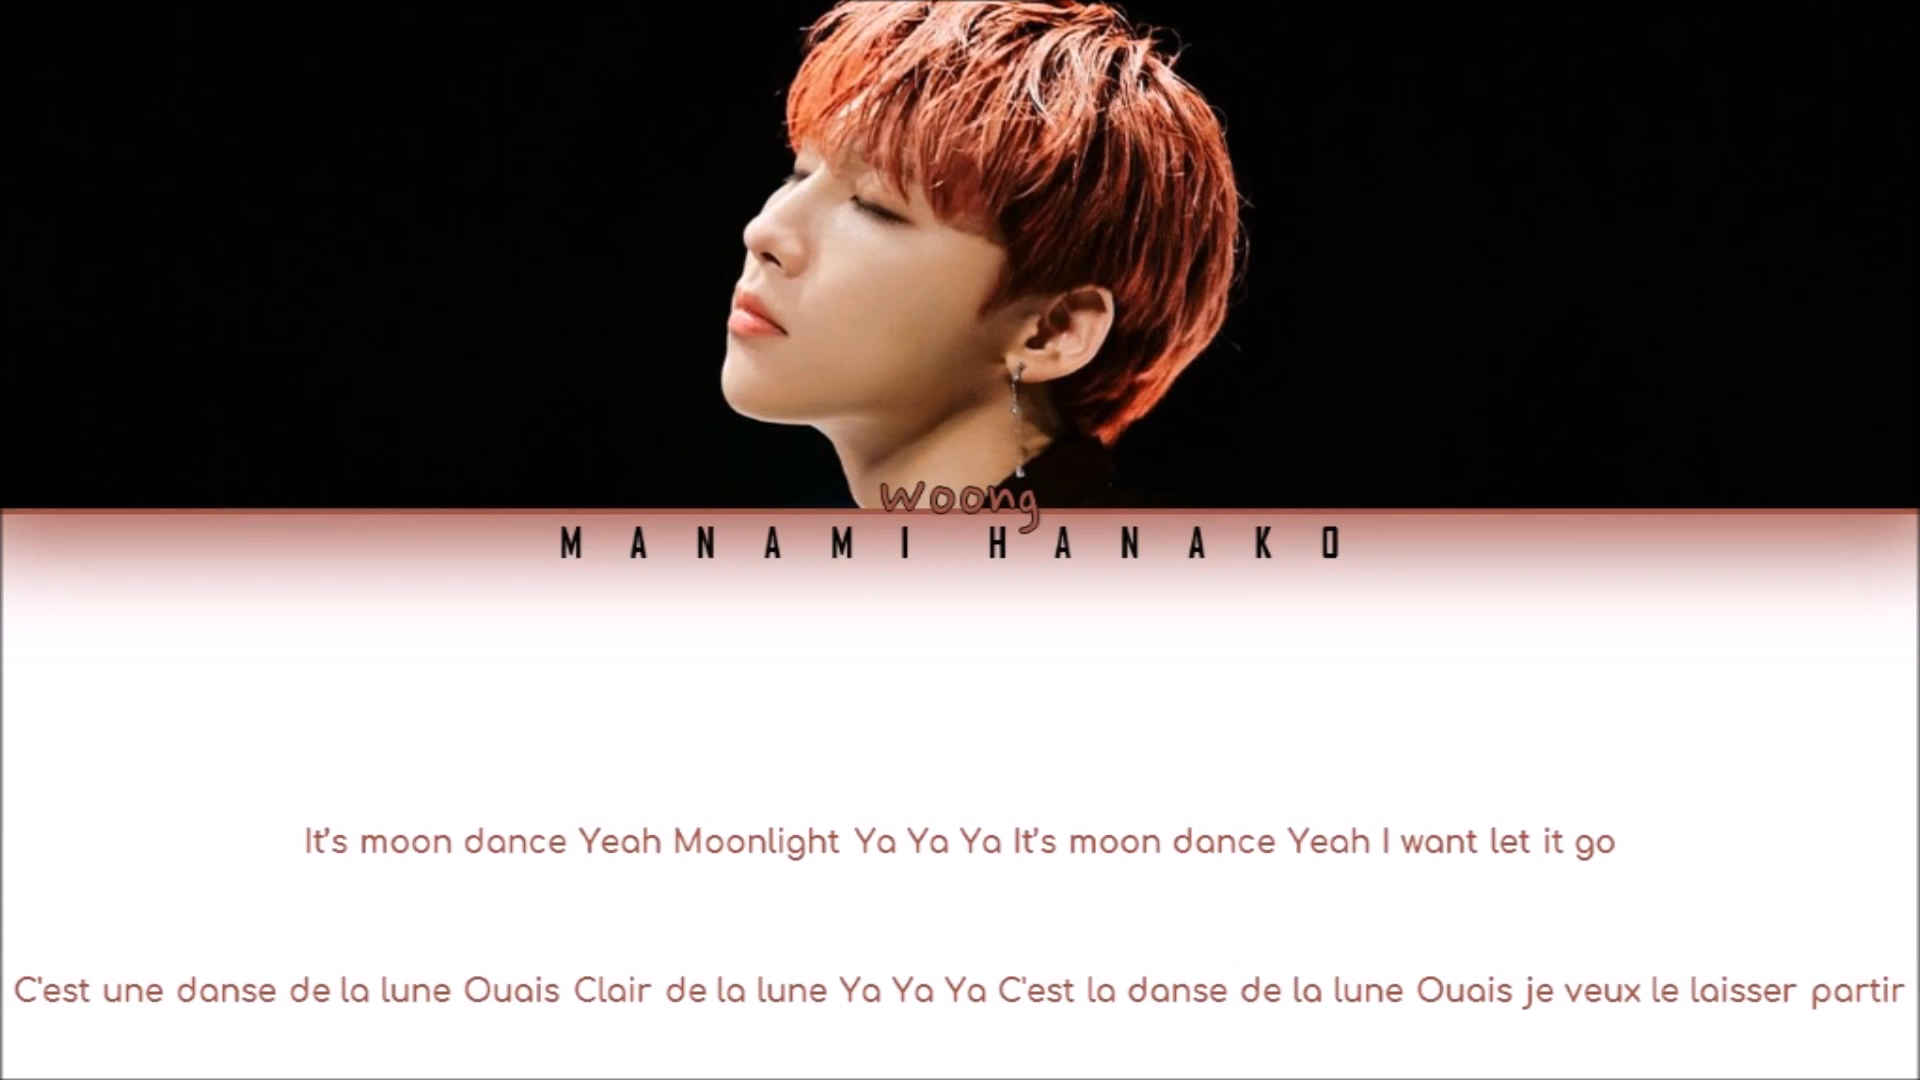 Woong
MANAMI HANAKO
It's moon dance Yeah Moonlight Ya Ya Ya It's moon dance Yeah I want let it go
C'est une danse de la lune Ouais Clair de la lune Ya Ya Ya C'est la danse de la lune Ouais je veux le laisser partir